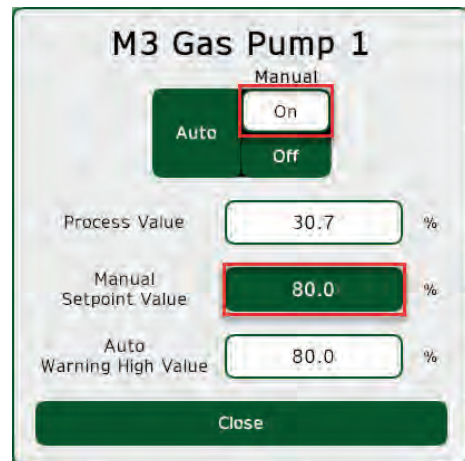 M3 Gas Pump 1
Manual
On
Auto
Off
Process Value 30.7 %
Manual
Setpoint Value 80.0 %
Auto
Warning High Value 80.0 %
Close